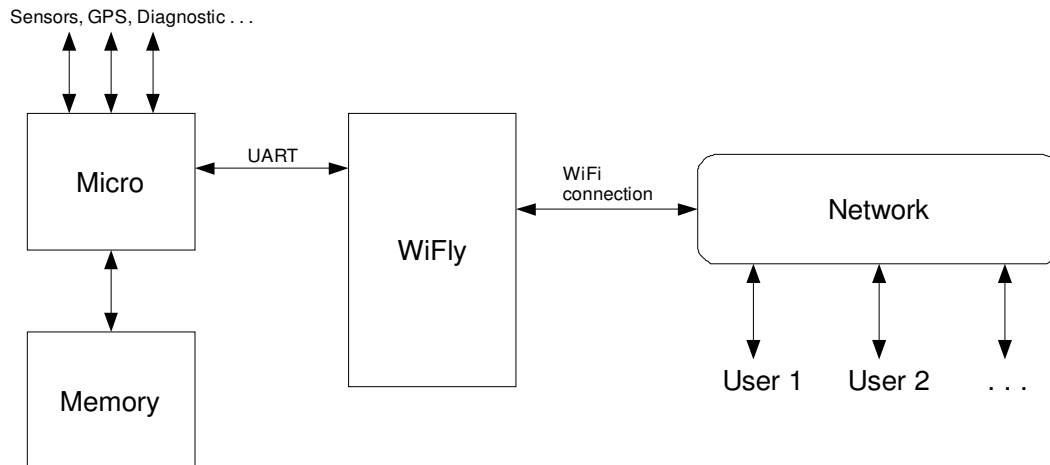 Sensors, GPS, Diagnostic . . .
UART
Micro
WiFi
connection
Network
WiFly
User 1
User 2
. . .
Memory